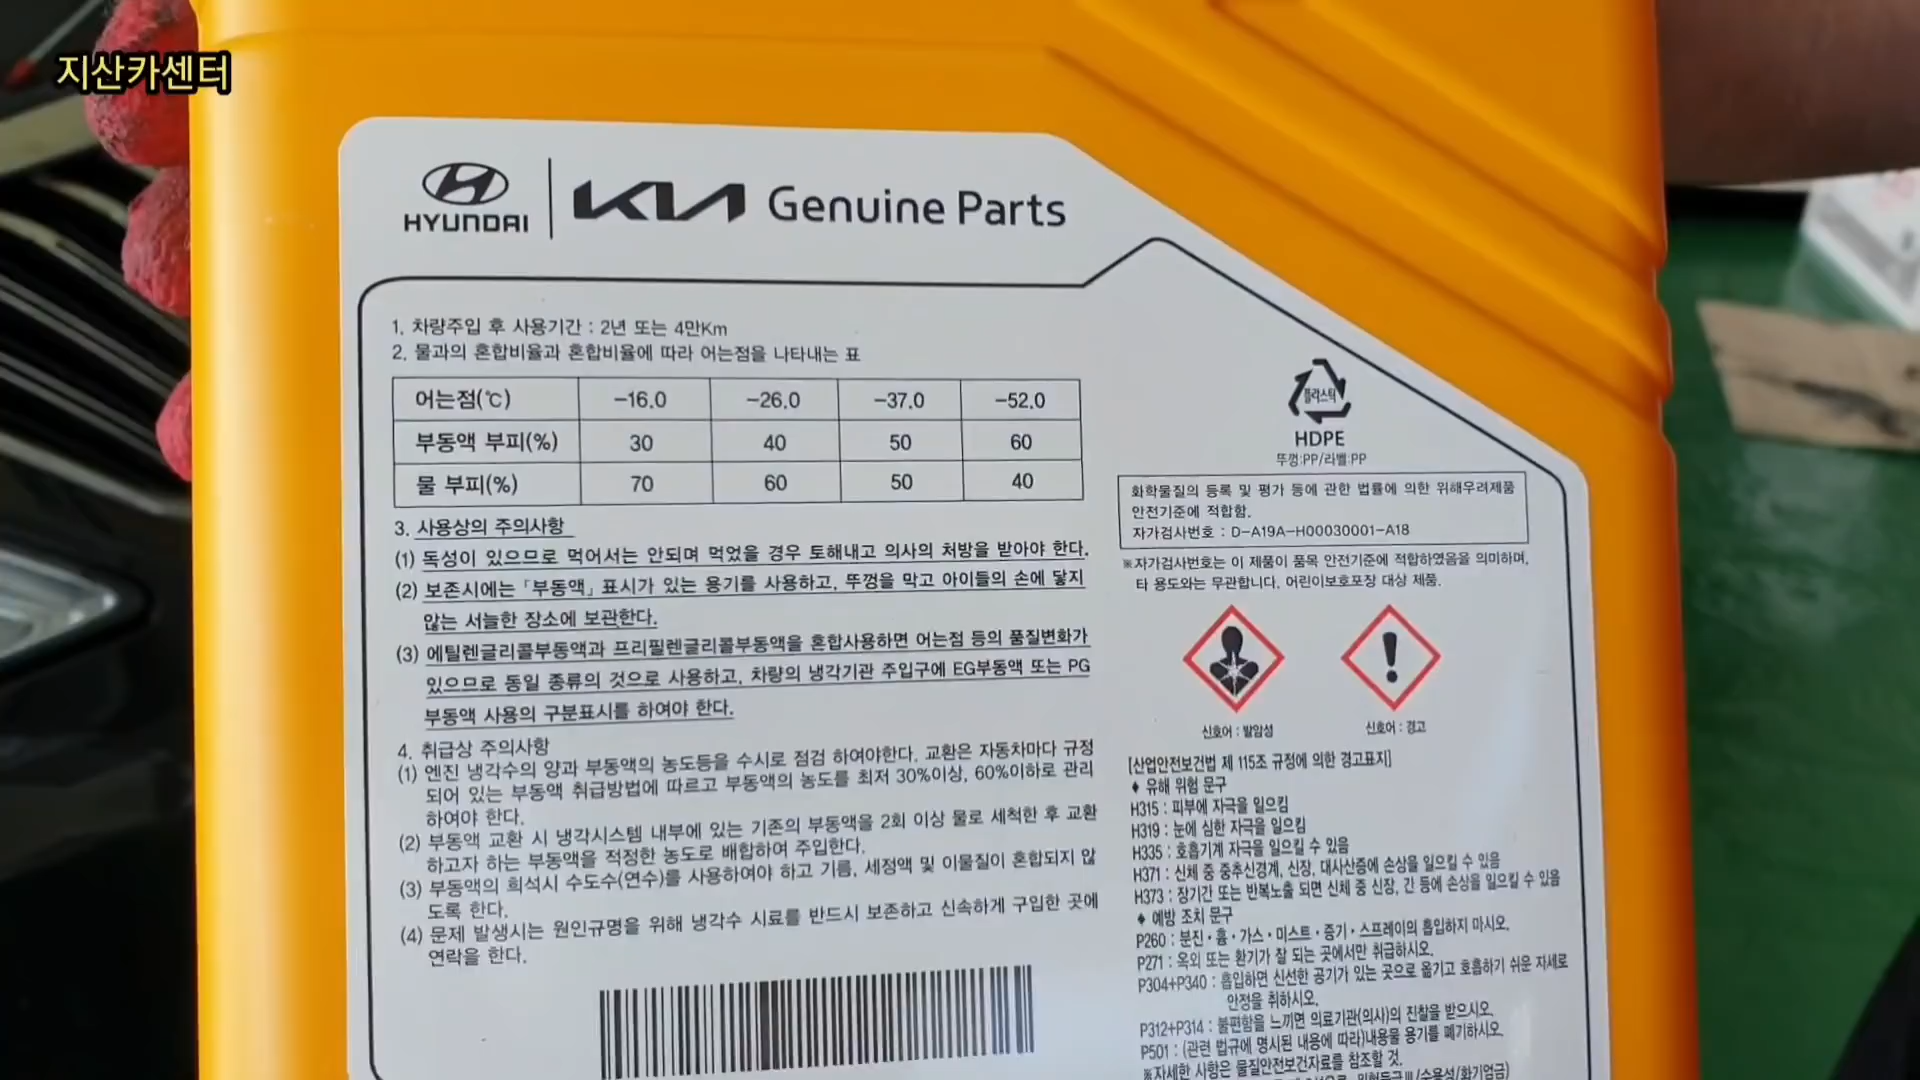 지산카센터
HYUNDAI KIA Genuine Parts
1. 차량주입 후 사용기간 : 2년 또는 4만Km
2. 물과의 혼합비율과 혼합비율에 따라 어는점을 나타내는 표
어는점(℃) -16.0 -26.0 -37.0 -52.0
부동액 부피(%) 30 40 50 60
물 부피(%) 70 60 50 40
3. 사용상의 주의사항
(1) 독성이 있으므로 먹어서는 안되며 먹었을 경우 토해내고 의사의 처방을 받아야 한다.
(2) 보존시에는 「부동액」 표시가 있는 용기를 사용하고, 뚜껑을 막고 아이들의 손에 닿지
않는 서늘한 장소에 보관한다.
(3) 에틸렌글리콜부동액과 프리필렌글리콜부동액을 혼합사용하면 어는점 등의 품질변화가
있으므로 동일 종류의 것으로 사용하고, 차량의 냉각기관 주입구에 EG부동액 또는 PG
부동액 사용의 구분표시를 하여야 한다.
4. 취급상 주의사항
(1) 엔진 냉각수의 양과 부동액의 농도등을 수시로 점검 하여야한다. 교환은 자동차마다 규정
되어 있는 부동액 취급방법에 따르고 부동액의 농도를 최저 30%이상, 60%이하로 관리
하여야 한다.
(2) 부동액 교환 시 냉각시스템 내부에 있는 기존의 부동액을 2회 이상 물로 세척한 후 교환
하고자 하는 부동액을 적정한 농도로 배합하여 주입한다.
(3) 부동액의 희석시 수도수(연수)를 사용하여야 하고 기름, 세정액 및 이물질이 혼합되지 않
도록 한다.
(4) 문제 발생시는 원인규명을 위해 냉각수 시료를 반드시 보존하고 신속하게 구입한 곳에
연락을 한다.
플라스틱
HDPE
뚜껑:PP/라벨:PP
화학물질의 등록 및 평가 등에 관한 법률에 의한 위해우려제품
안전기준에 적합함.
자가검사번호 : D-A19A-H00030001-A18
※자가검사번호는 이 제품이 품목 안전기준에 적합하였음을 의미하며,
타 용도와는 무관합니다. 어린이보호포장 대상 제품.
신호어 : 발암성 신호어 : 경고
[산업안전보건법 제 115조 규정에 의한 경고표지]
♦ 유해 위험 문구
H315 : 피부에 자극을 일으킴
H319 : 눈에 심한 자극을 일으킴
H335 : 호흡기계 자극을 일으킬 수 있음
H371 : 신체 중 중추신경계, 신장, 대사산증에 손상을 일으킬 수 있음
H373 : 장기간 또는 반복노출 되면 신체 중 신장, 간 등에 손상을 일으킬 수 있음
♦ 예방 조치 문구
P260 : 분진・흄・가스・미스트・증기・스프레이의 흡입하지 마시오.
P271 : 옥외 또는 환기가 잘 되는 곳에서만 취급하시오.
P304+P340 : 흡입하면 신선한 공기가 있는 곳으로 옮기고 호흡하기 쉬운 자세로
안정을 취하시오.
P312+P314 : 불편함을 느끼면 의료기관(의사)의 진찰을 받으시오.
P501 : (관련 법규에 명시된 내용에 따라)내용물 용기를 폐기하시오.
※자세한 사항은 물질안전보건자료를 참조할 것.